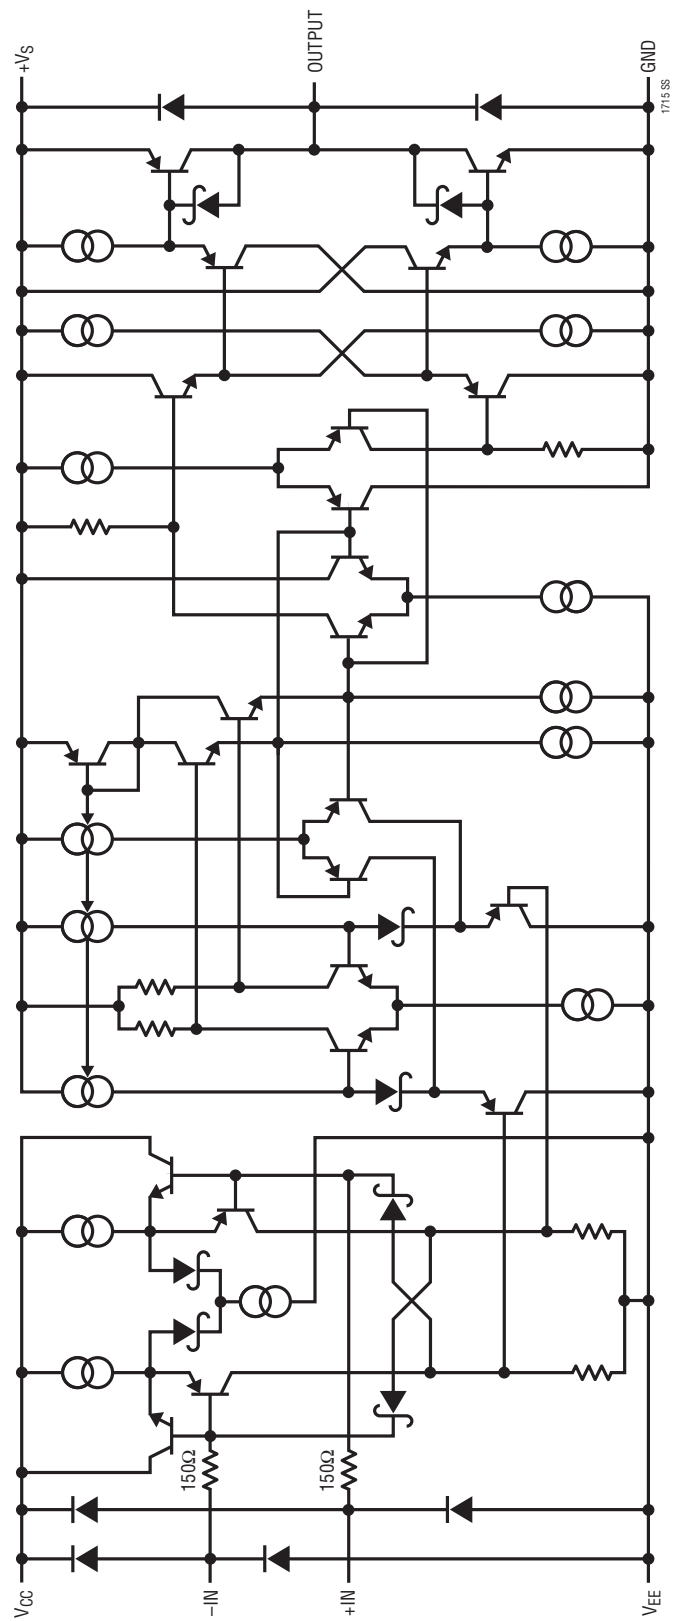 +VS
OUTPUT
GND
1715 SS
150Ω
150Ω
VCC
–IN
+IN
VEE